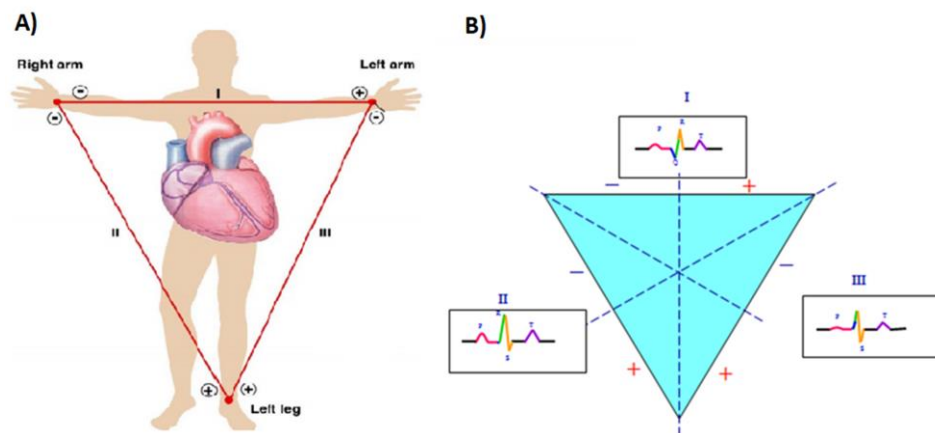 A)
Right arm
Left arm
I
⊖
⊕
⊖
⊖
II
III
⊕
⊕
Left leg
B)
I
R
P
T
Q
−
+
−
−
II
R
P
T
S
III
R
P
T
S
+
+